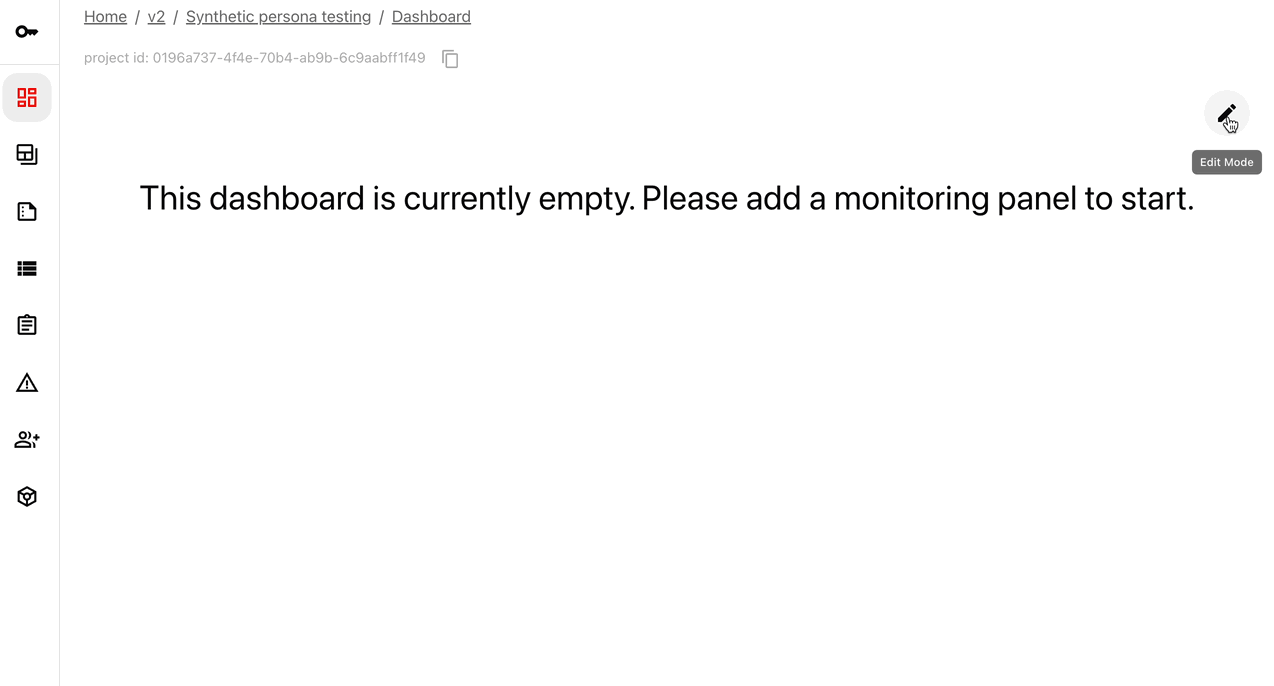 Home / v2 / Synthetic persona testing / Dashboard
project id: 0196a737-4f4e-70b4-ab9b-6c9aabff1f49
Edit Mode
This dashboard is currently empty. Please add a monitoring panel to start.